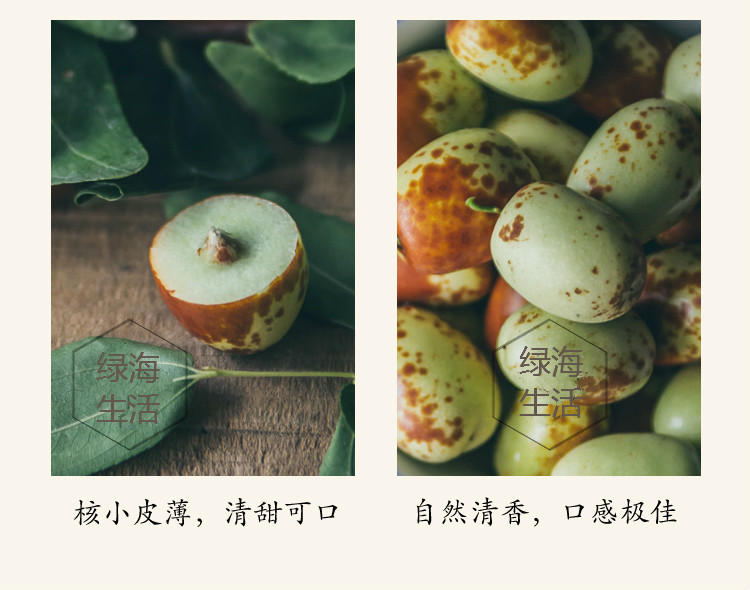 绿海
生活
绿海
生活
核小皮薄，清甜可口
自然清香，口感极佳